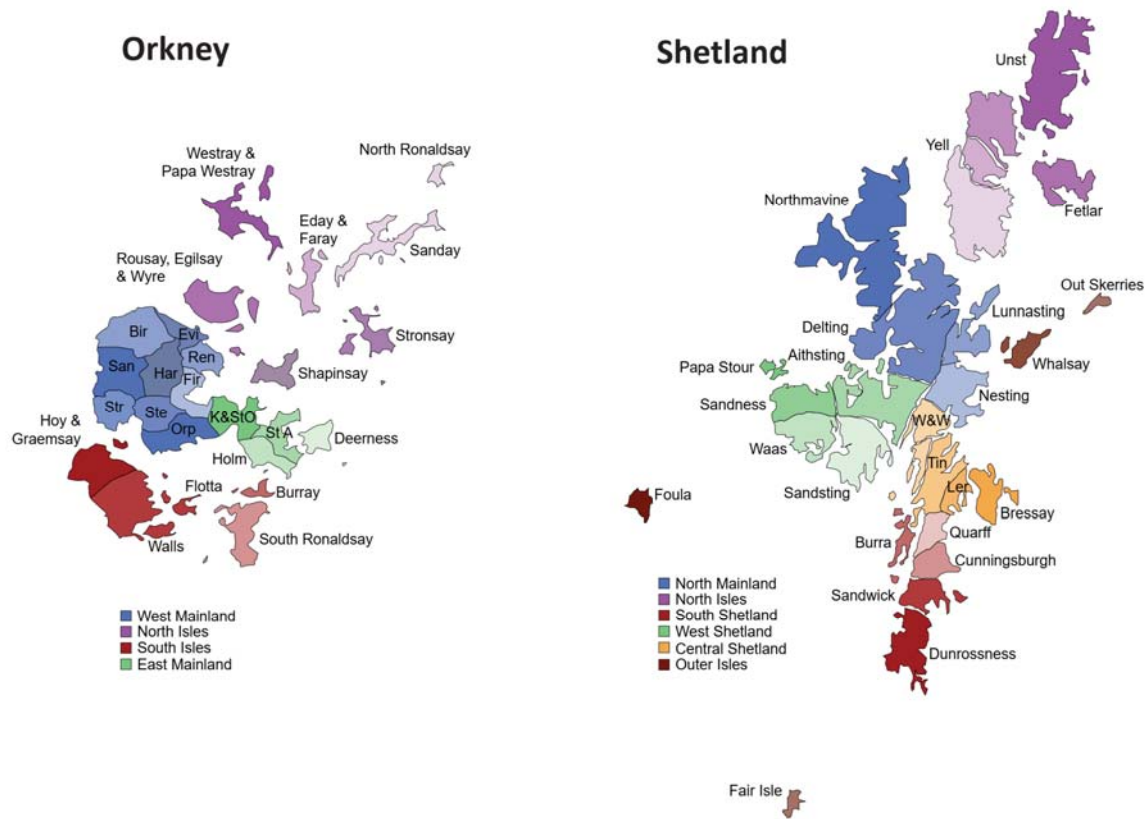 Orkney
Westray &
Papa Westray
North Ronaldsay
Eday &
Faray
Sanday
Rousay, Egilsay
& Wyre
Stronsay
Bir
Evi
Ren
San
Har
Fir
Shapinsay
Str
Ste
Orp
K&StO
St A
Deerness
Hoy &
Graemsay
Holm
Flotta
Burray
Walls
South Ronaldsay
West Mainland
North Isles
South Isles
East Mainland
Shetland
Unst
Yell
Fetlar
Northmavine
Out Skerries
Lunnasting
Delting
Whalsay
Aithsting
Papa Stour
Sandness
Nesting
W&W
Waas
Tin
Sandsting
Ler
Foula
Bressay
Burra
Quarff
Cunningsburgh
Sandwick
Dunrossness
North Mainland
North Isles
South Shetland
West Shetland
Central Shetland
Outer Isles
Fair Isle